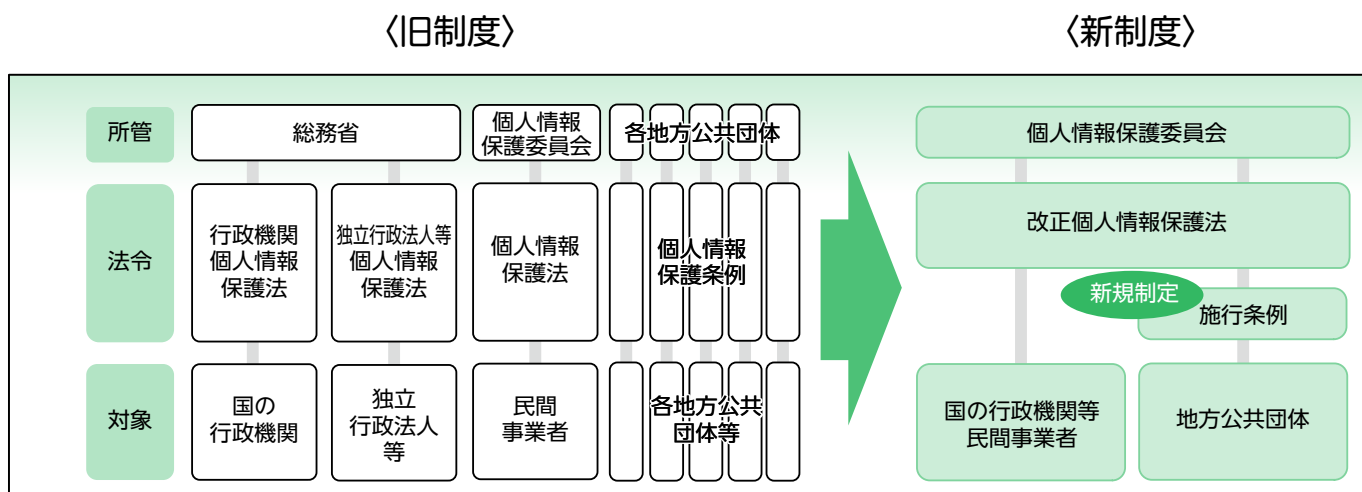 〈旧制度〉
〈新制度〉
所管
総務省
個人情報
保護委員会
各地方公共団体
個人情報保護委員会
法令
行政機関
個人情報
保護法
独立行政法人等
個人情報
保護法
個人情報
保護法
個人情報
保護条例
改正個人情報保護法
新規制定
施行条例
対象
国の
行政機関
独立
行政法人
等
民間
事業者
各地方公共
団体等
国の行政機関等
民間事業者
地方公共団体